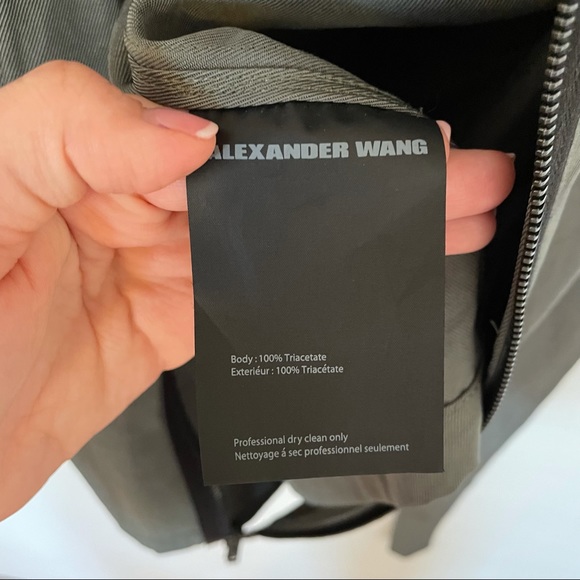 ALEXANDER WANG
Body : 100% Triacetate
Exteriéur : 100% Triacétate
Professional dry clean only
Nettoyage á sec professionnel seulement